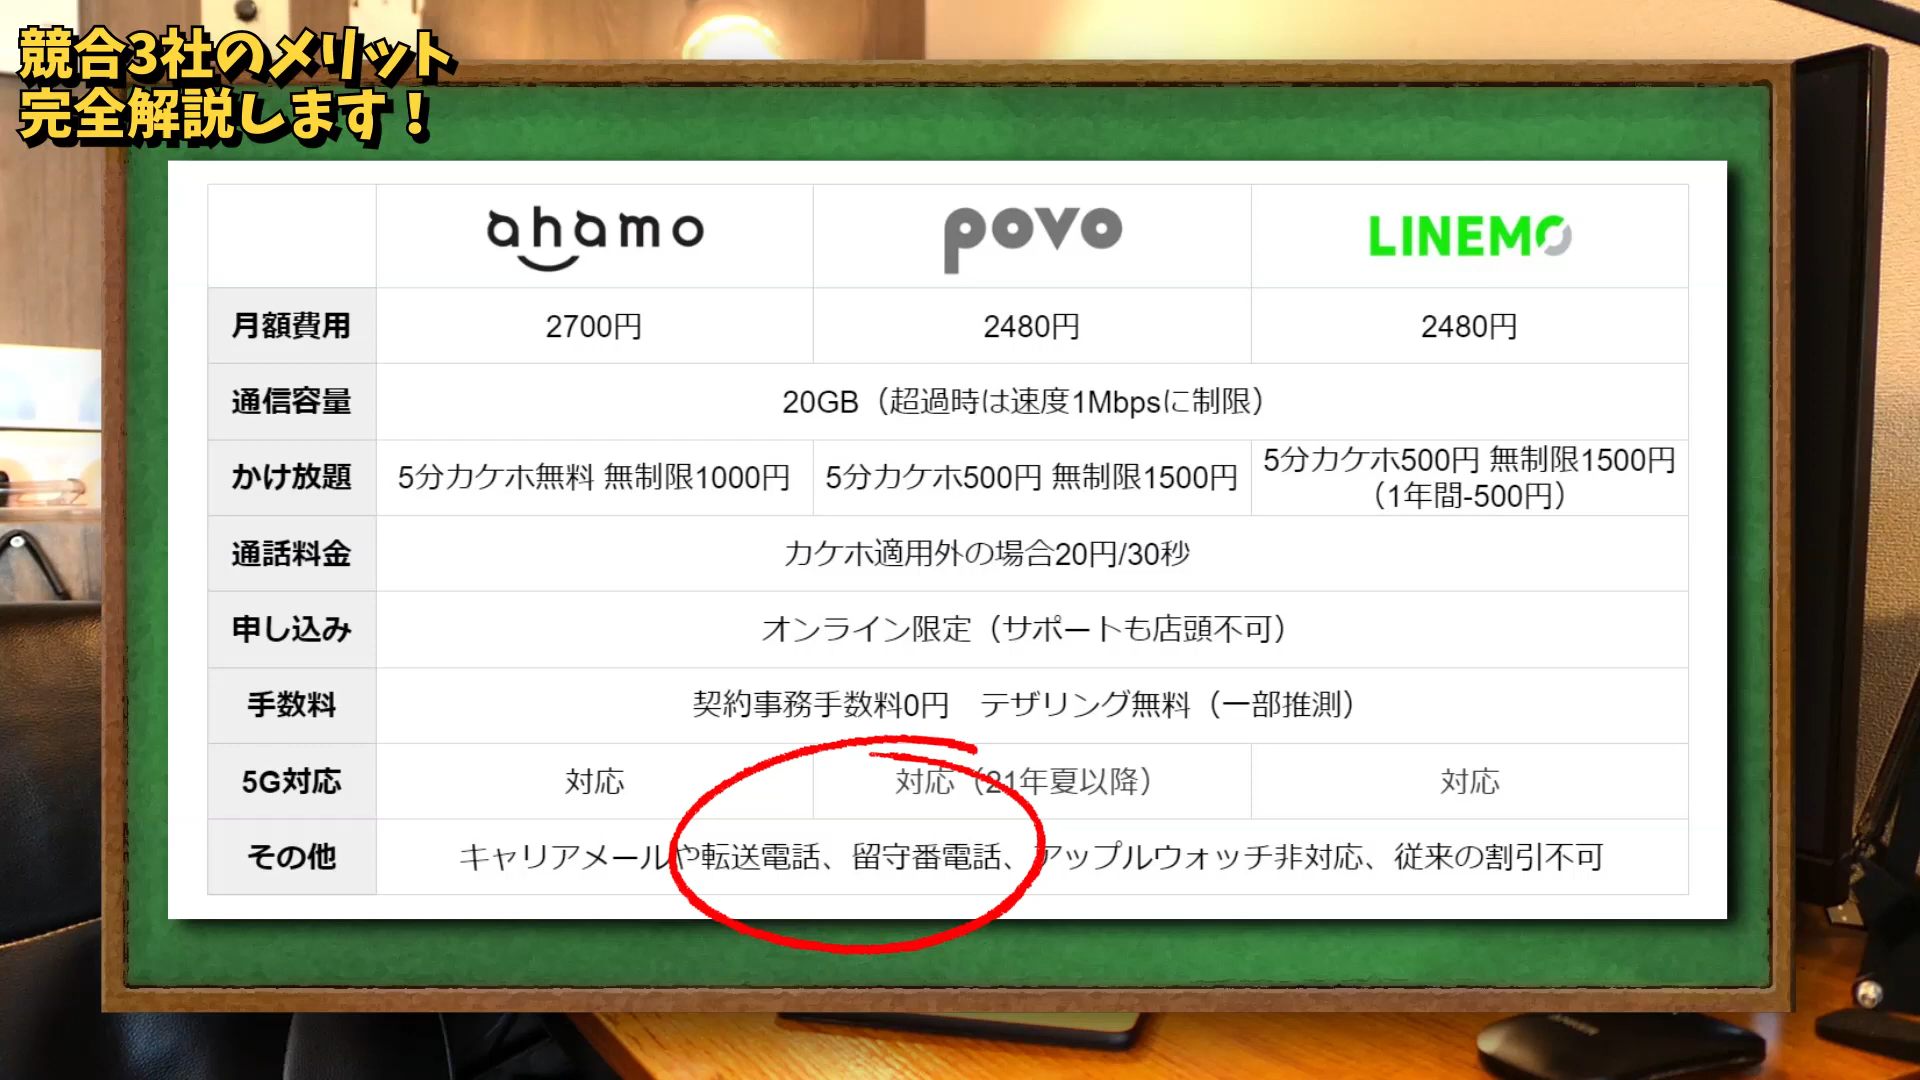 競合3社のメリット
完全解説します！
ahamo
povo
LINEMO
月額費用
2700円
2480円
2480円
通信容量
20GB（超過時は速度1Mbpsに制限）
かけ放題
5分カケホ無料 無制限1000円
5分カケホ500円 無制限1500円
5分カケホ500円 無制限1500円
（1年間-500円）
通話料金
カケホ適用外の場合20円/30秒
申し込み
オンライン限定（サポートも店頭不可）
手数料
契約事務手数料0円　テザリング無料（一部推測）
5G対応
対応
対応（21年夏以降）
対応
その他
キャリアメールや転送電話、留守番電話、アップルウォッチ非対応、従来の割引不可
ANKER